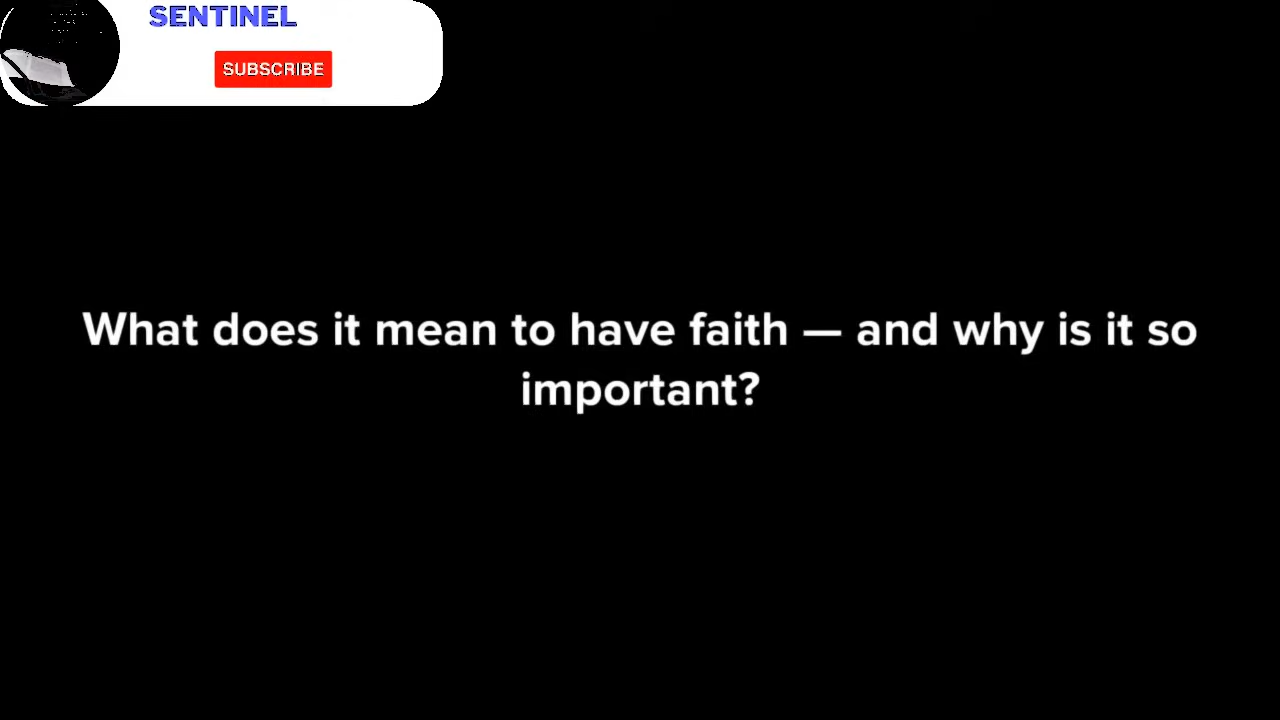 SENTINEL
SUBSCRIBE
What does it mean to have faith — and why is it so
important?